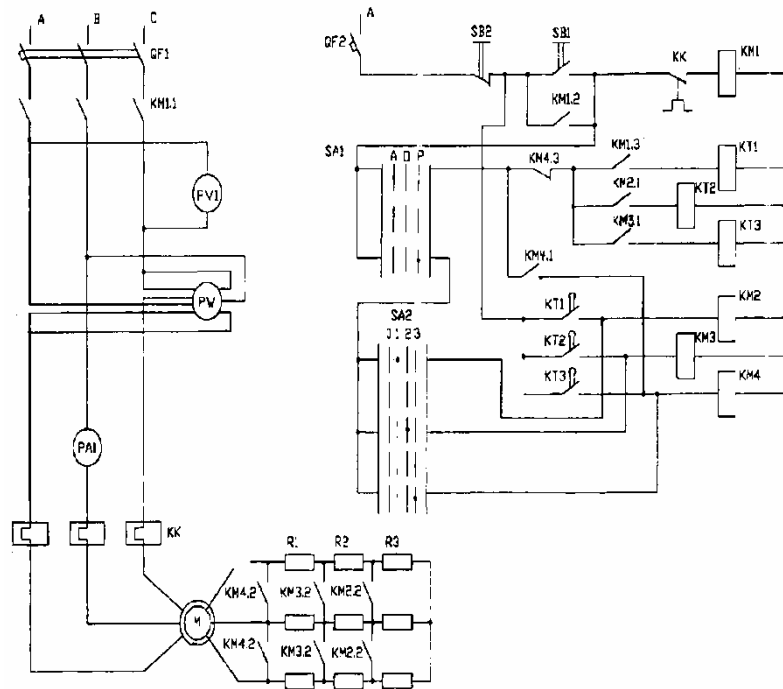 A B C
QF1
KM1.1
PV1
PW
PA1
KK
M
R1 R2 R3
KM4.2 KM3.2 KM2.2
KM4.2 KM3.2 KM2.2
A
QF2
SB2 SB1
KK
KM1
KM1.2
SA1
A 0 P
KM4.3
KM1.3
KT1
KM2.1
KT2
KM3.1
KT3
KM4.1
SA2
0 1 2 3
KT1
KM2
KT2
KM3
KT3
KM4